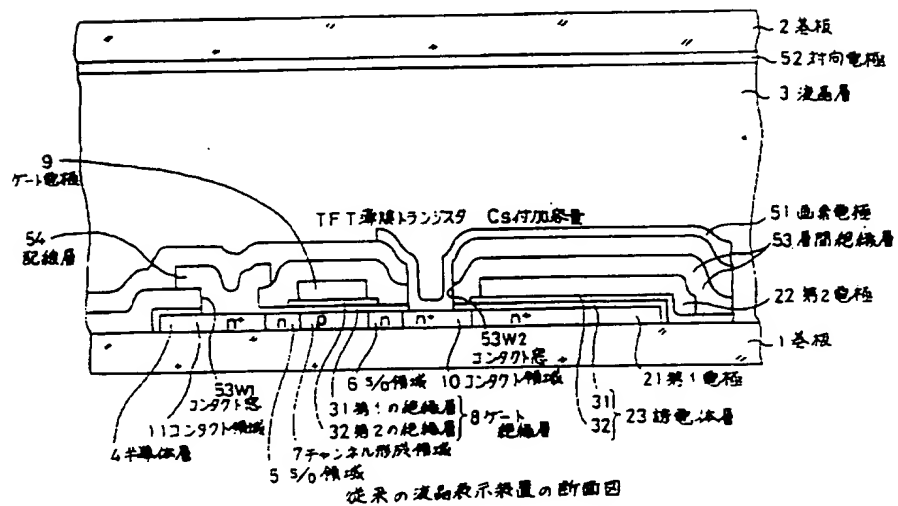 2 基板
52 対向電極
3 液晶層
9
ゲート電極
TFT 薄膜トランジスタ Cs付加容量
51 画素電極
54
配線層
53 層間絶縁層
22 第2電極
n⁺ n p n n⁺ n⁺
1 基板
53W1
コンタクト窓
53W2
コンタクト窓
6 S/D領域
10 コンタクト領域
21 第1電極
11 コンタクト領域
31 第1の絶縁層
32 第2の絶縁層
8 ゲート
絶縁層
31
32
23 誘電体層
4 半導体層
7 チャンネル形成領域
5 S/D領域
従来の液晶表示装置の断面図